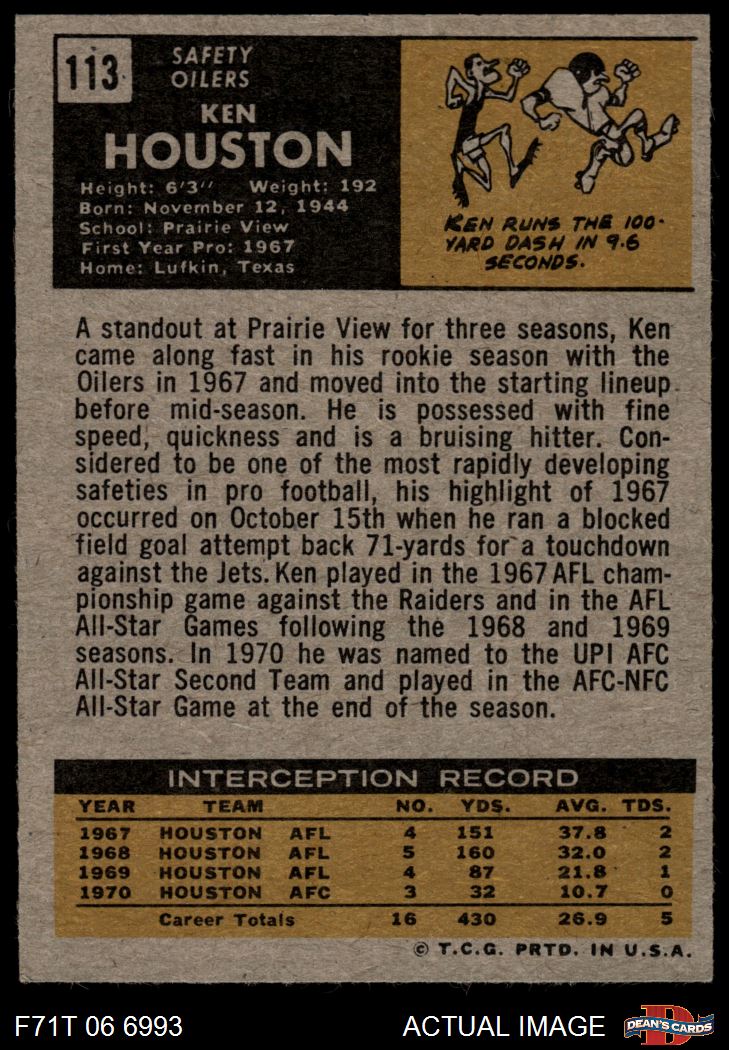 113
SAFETY
OILERS
KEN
HOUSTON
Height: 6'3'' Weight: 192
Born: November 12, 1944
School: Prairie View
First Year Pro: 1967
Home: Lufkin, Texas
KEN RUNS THE 100-
YARD DASH IN 9.6
SECONDS.
A standout at Prairie View for three seasons, Ken
came along fast in his rookie season with the
Oilers in 1967 and moved into the starting lineup
before mid-season. He is possessed with fine
speed, quickness and is a bruising hitter. Con-
sidered to be one of the most rapidly developing
safeties in pro football, his highlight of 1967
occurred on October 15th when he ran a blocked
field goal attempt back 71-yards for a touchdown
against the Jets. Ken played in the 1967 AFL cham-
pionship game against the Raiders and in the AFL
All-Star Games following the 1968 and 1969
seasons. In 1970 he was named to the UPI AFC
All-Star Second Team and played in the AFC-NFC
All-Star Game at the end of the season.
INTERCEPTION RECORD
YEAR TEAM NO. YDS. AVG. TDS.
1967 HOUSTON AFL 4 151 37.8 2
1968 HOUSTON AFL 5 160 32.0 2
1969 HOUSTON AFL 4 87 21.8 1
1970 HOUSTON AFC 3 32 10.7 0
Career Totals 16 430 26.9 5
© T.C.G. PRTD. IN U.S.A.
F71T 06 6993 ACTUAL IMAGE D DEAN'S CARDS